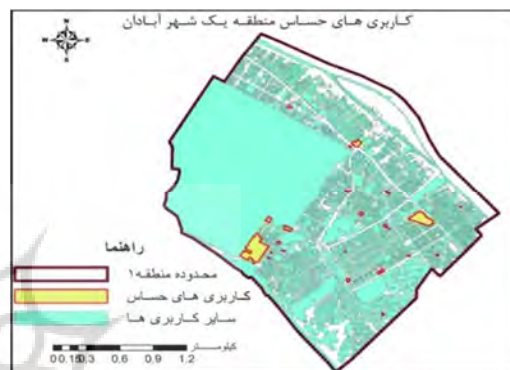 کاربری های حساس منطقه یک شهر آبادان
N
W E
S
راهنما
محدوده منطقه۱
کاربری های حساس
سایر کاربری ها
کیلومتر
0 0.15 0.3 0.6 0.9 1.2